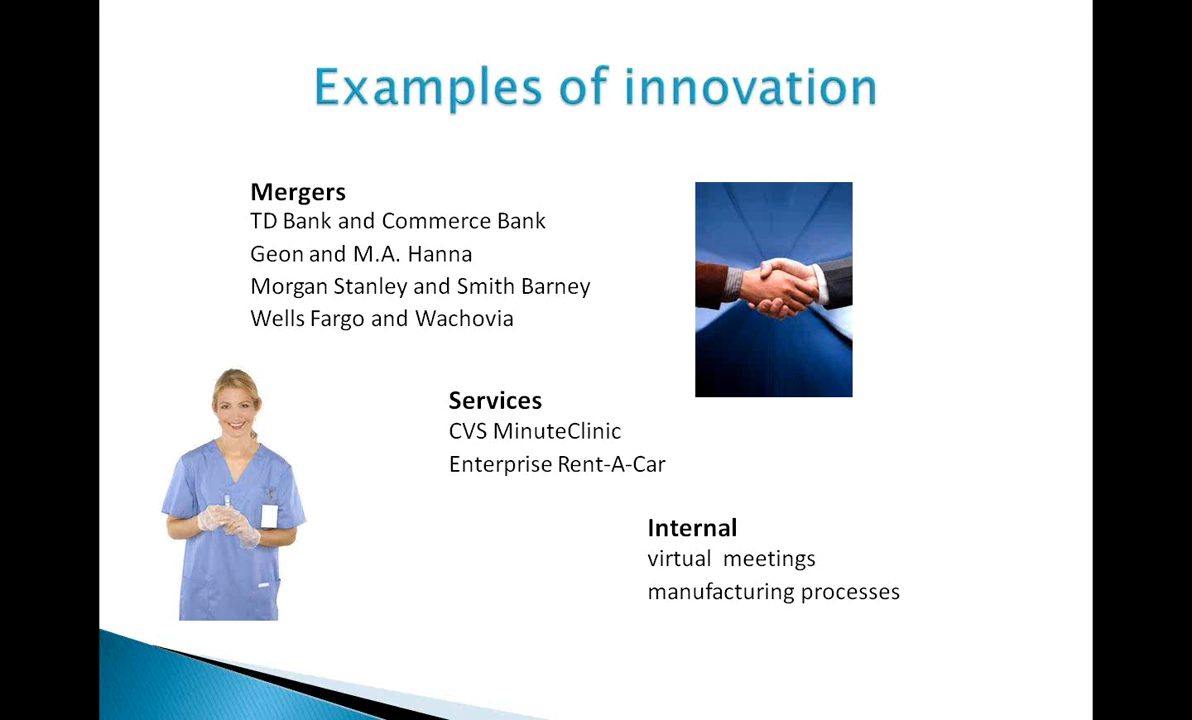 Examples of innovation
Mergers
TD Bank and Commerce Bank
Geon and M.A. Hanna
Morgan Stanley and Smith Barney
Wells Fargo and Wachovia
Services
CVS MinuteClinic
Enterprise Rent-A-Car
Internal
virtual meetings
manufacturing processes